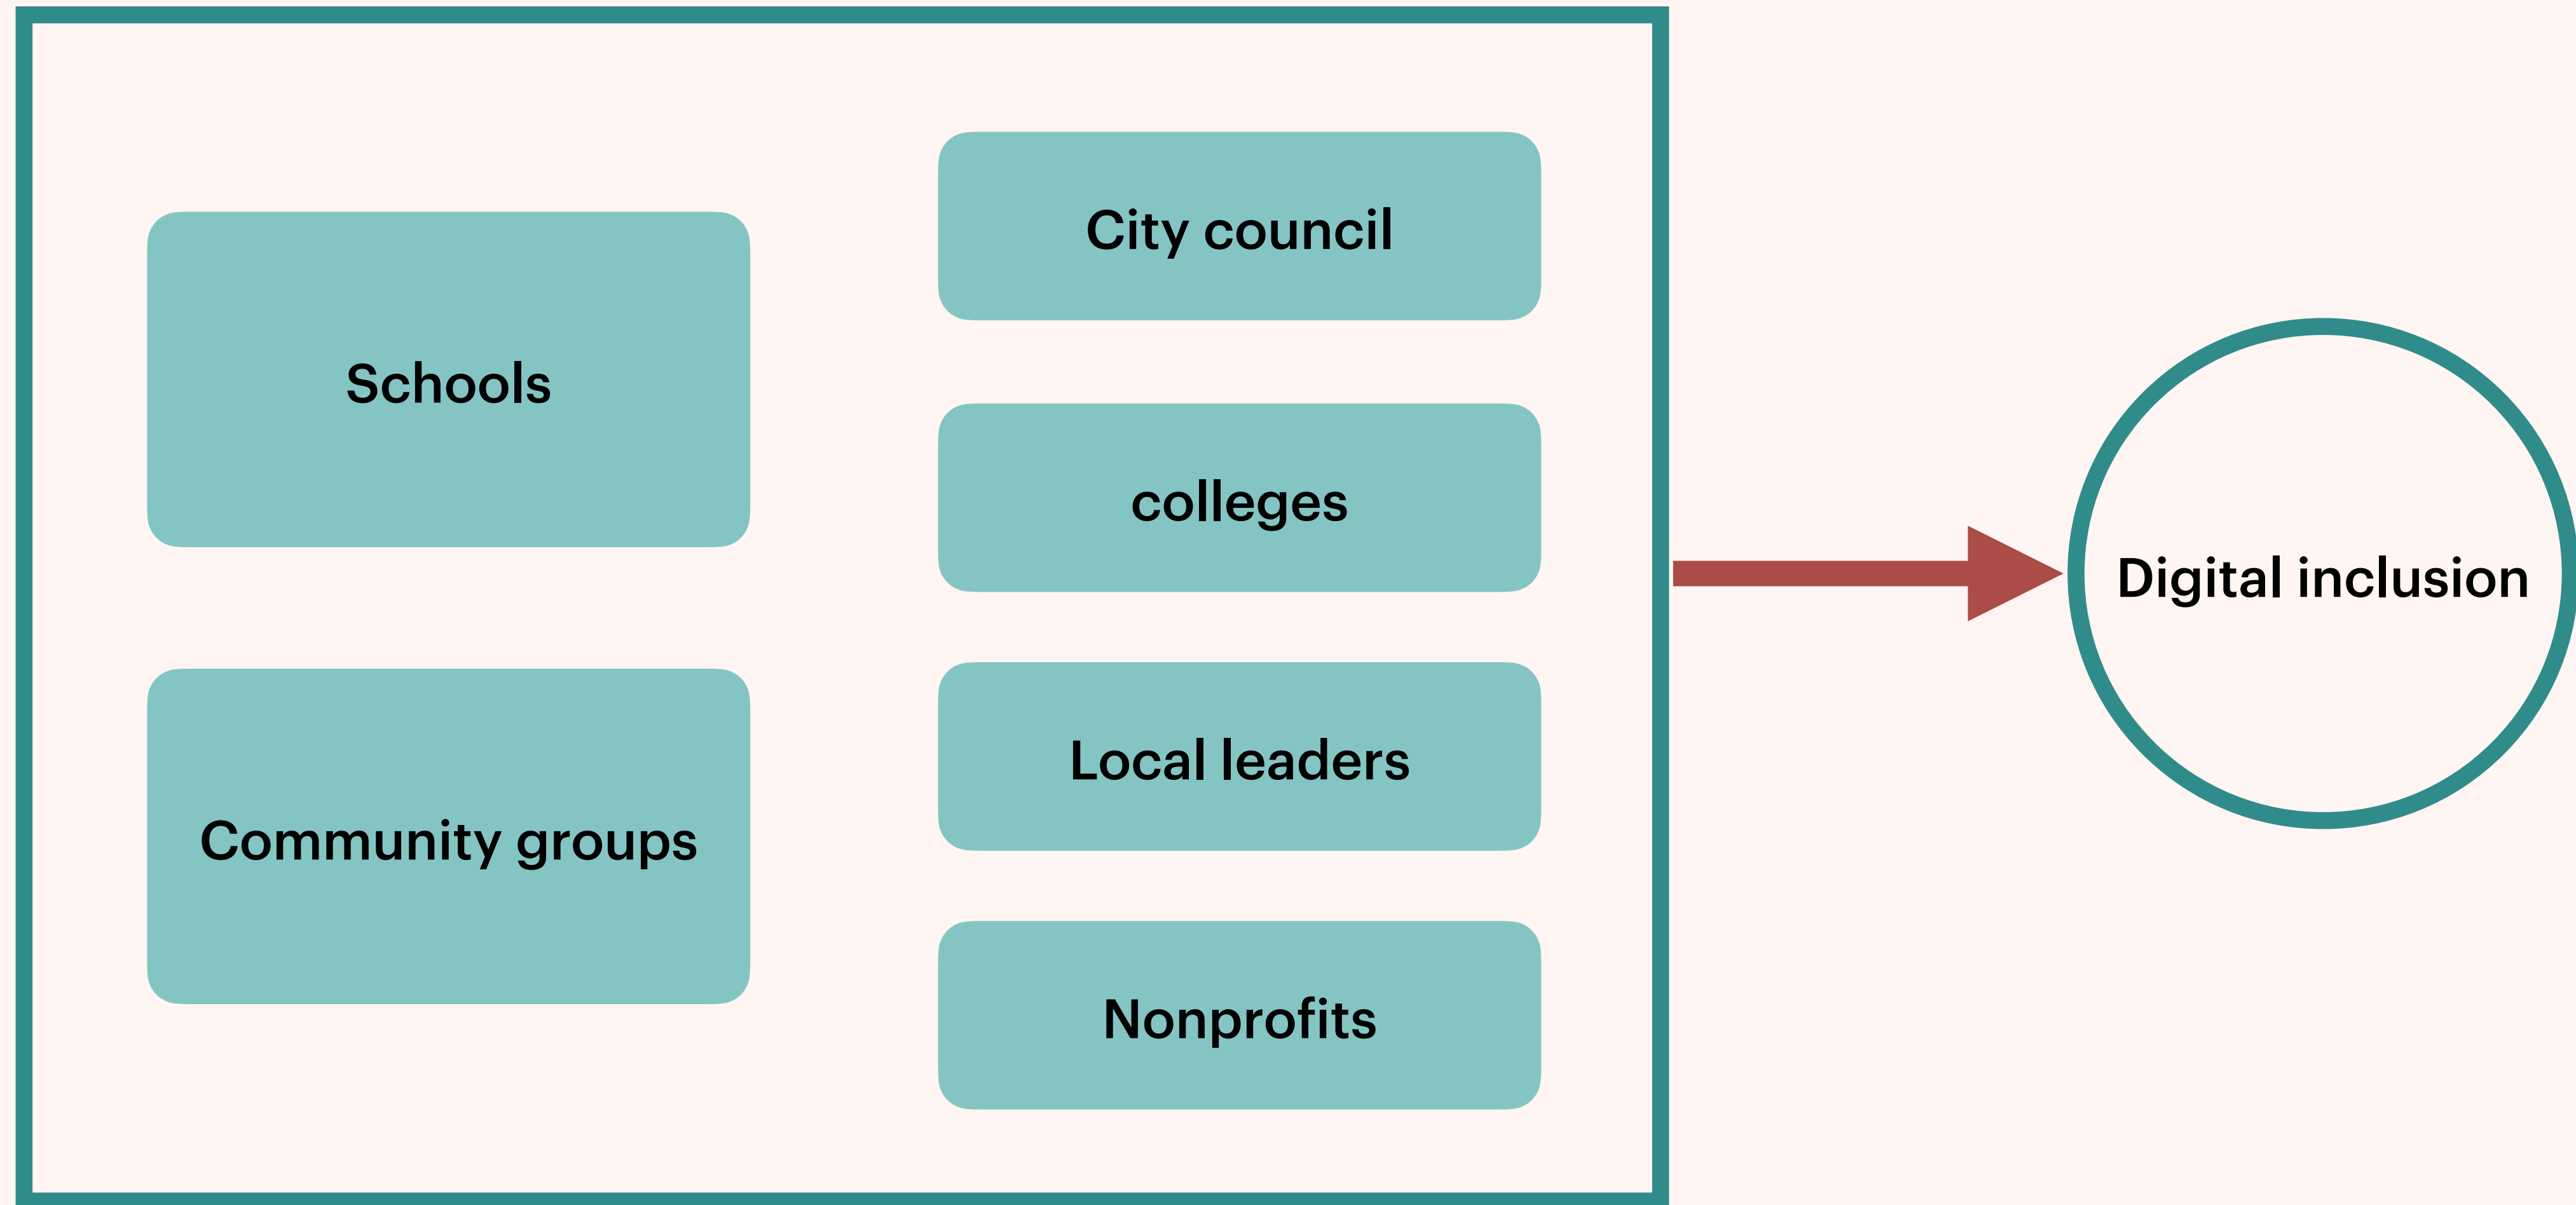 Schools
Community groups
City council
colleges
Local leaders
Nonprofits
Digital inclusion